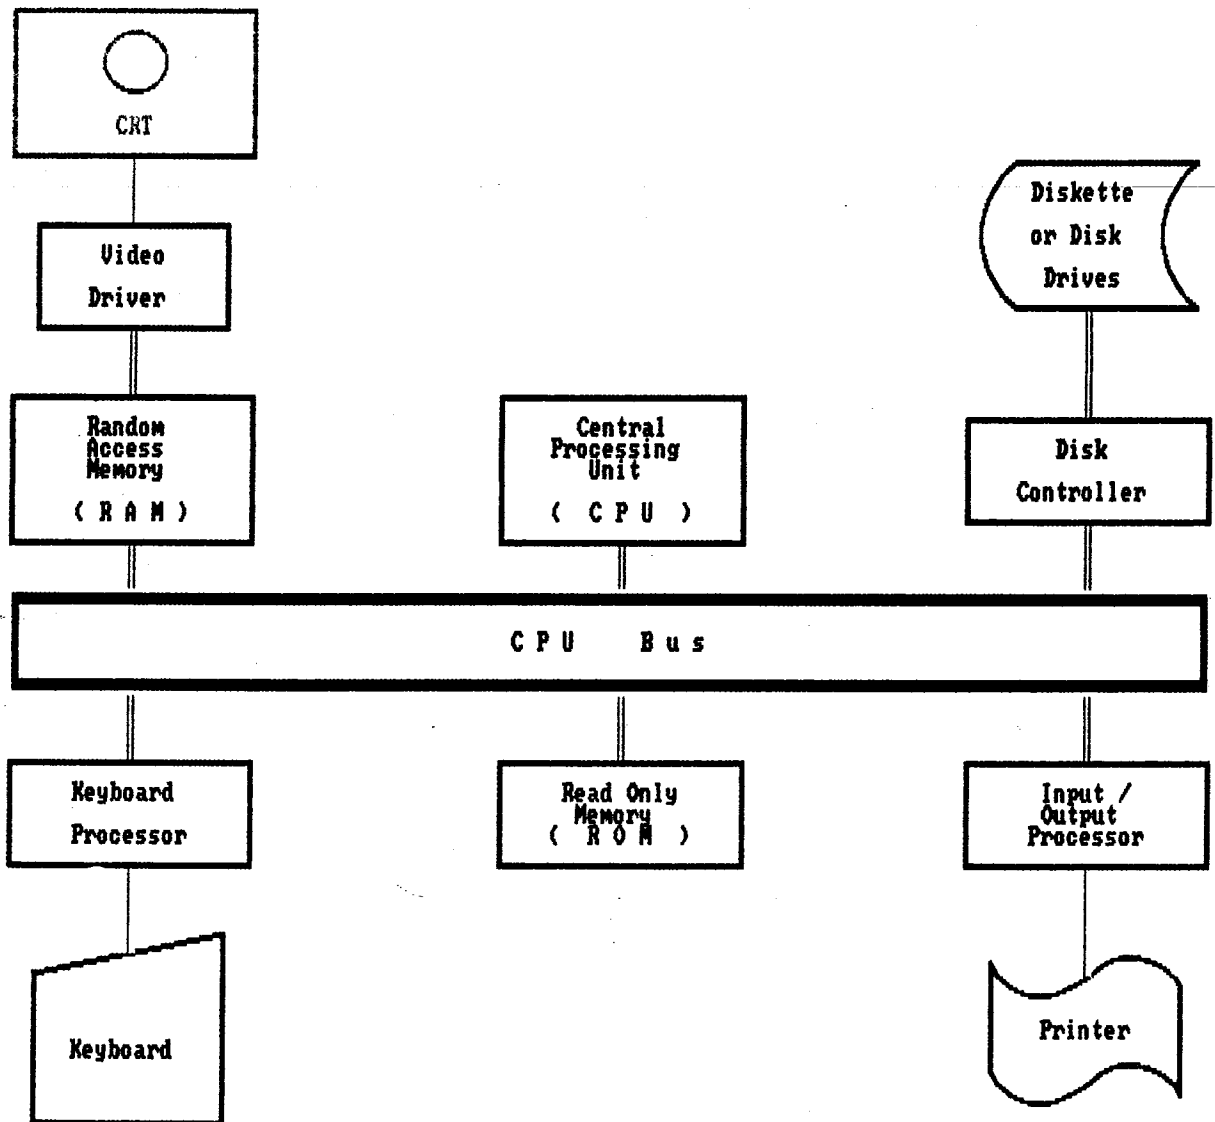 CRT
Video
Driver
Diskette
or Disk
Drives
Random
Access
Memory
( R A M )
Central
Processing
Unit
( C P U )
Disk
Controller
C P U   B u s
Keyboard
Processor
Read Only
Memory
( R O M )
Input /
Output
Processor
Keyboard
Printer